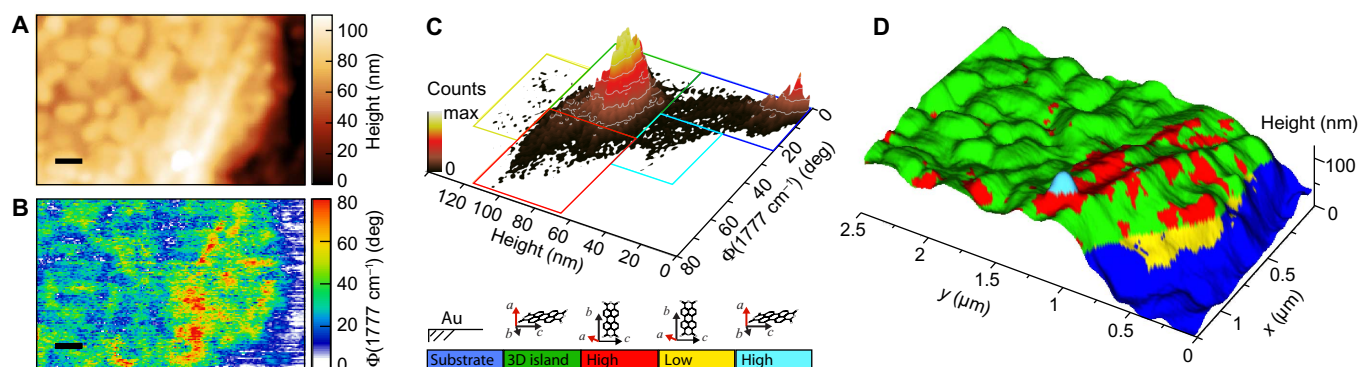 A
100
80
60
40
20
0
Height (nm)
B
80
60
40
20
0
Φ(1777 cm⁻¹) (deg)
C
Counts
max
0
120
100
80
60
40
20
0
Height (nm)
0
20
40
60
80
Φ(1777 cm⁻¹) (deg)
Au
a
b
c
b
a
c
b
a
c
a
b
c
Substrate
3D island
High
Low
High
D
Height (nm)
100
0
2.5
2
1.5
1
0.5
0
y (µm)
0.5
1
x (µm)